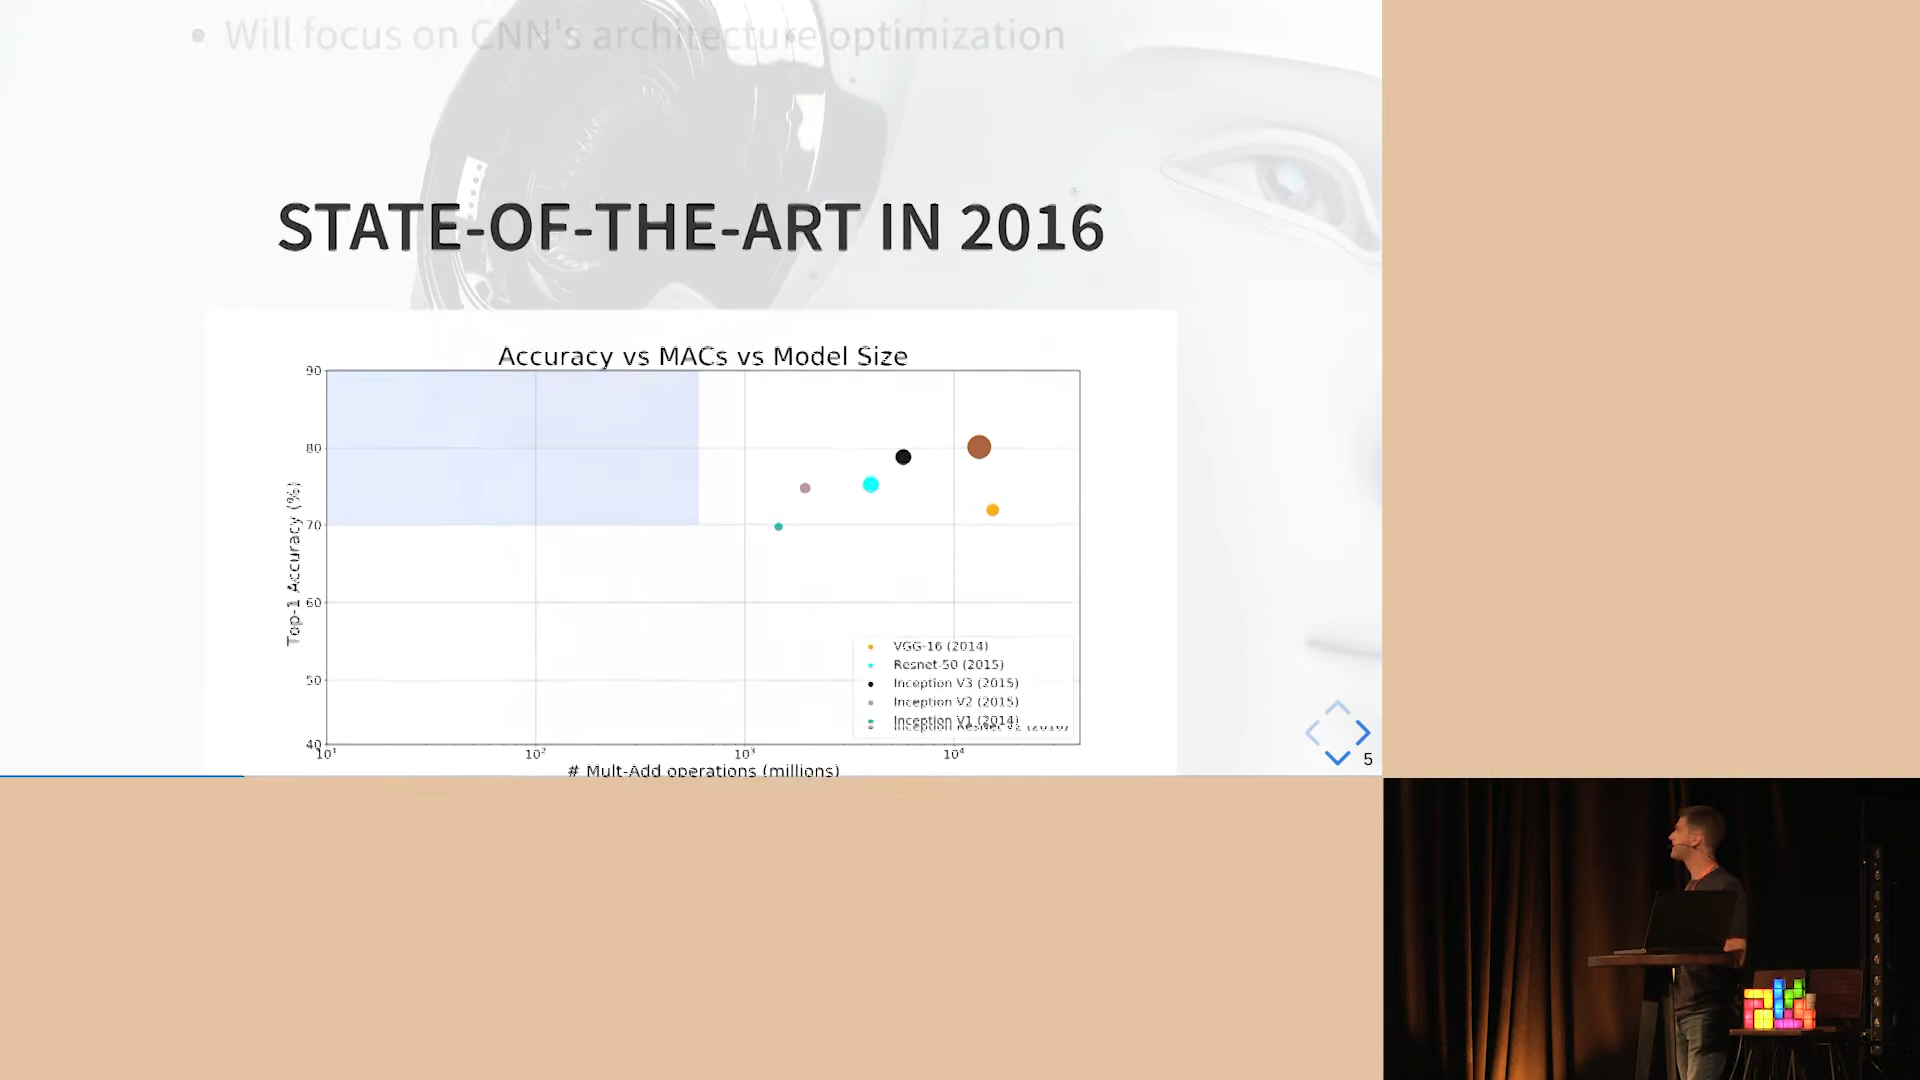 Will focus on CNN's architecture optimization
STATE-OF-THE-ART IN 2016
Accuracy vs MACs vs Model Size
90
80
70
60
50
40
Top-1 Accuracy (%)
VGG-16 (2014)
Resnet-50 (2015)
Inception V3 (2015)
Inception V2 (2015)
Inception V1 (2014)
10¹
10²
10³
10⁴
# Mult-Add operations (millions)
5